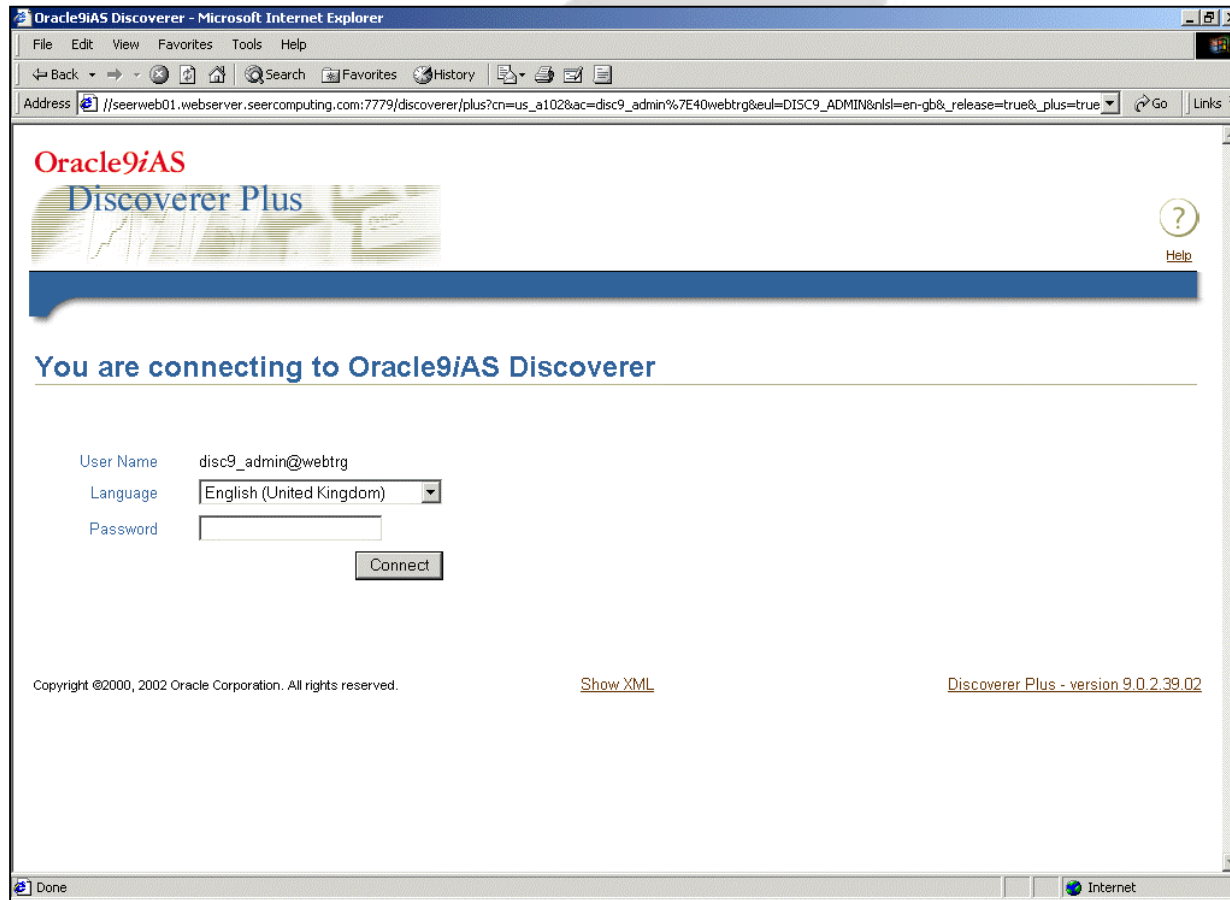 Oracle9iAS Discoverer - Microsoft Internet Explorer
File Edit View Favorites Tools Help
Back Search Favorites History
Address //seerweb01.webserver.seercomputing.com:7779/discoverer/plus?cn=us_a102&ac=disc9_admin%7E40webtrg&eul=DISC9_ADMIN&nlsl=en-gb&_release=true&_plus=true Go Links
Oracle9iAS
Discoverer Plus
?
Help
You are connecting to Oracle9iAS Discoverer
User Name disc9_admin@webtrg
Language English (United Kingdom)
Password
Connect
Copyright ©2000, 2002 Oracle Corporation. All rights reserved. Show XML Discoverer Plus - version 9.0.2.39.02
Done Internet